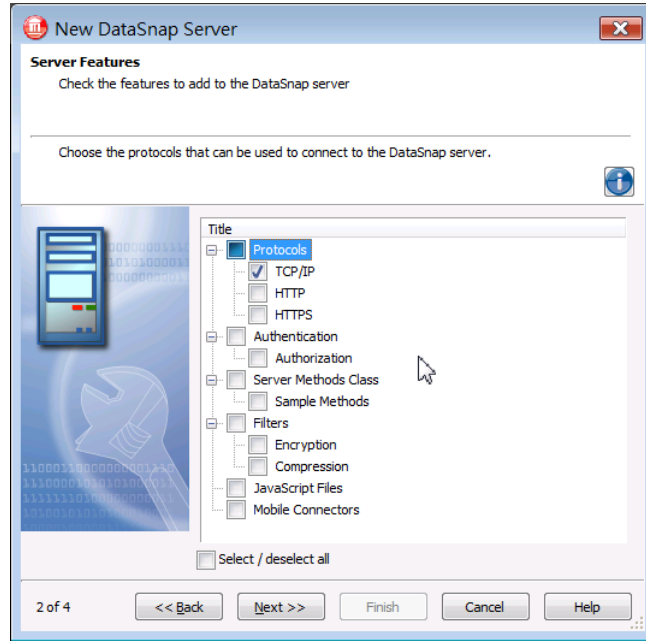 New DataSnap Server
Server Features
Check the features to add to the DataSnap server
Choose the protocols that can be used to connect to the DataSnap server.
Title
Protocols
TCP/IP
HTTP
HTTPS
Authentication
Authorization
Server Methods Class
Sample Methods
Filters
Encryption
Compression
JavaScript Files
Mobile Connectors
Select / deselect all
2 of 4
<< Back
Next >>
Finish
Cancel
Help